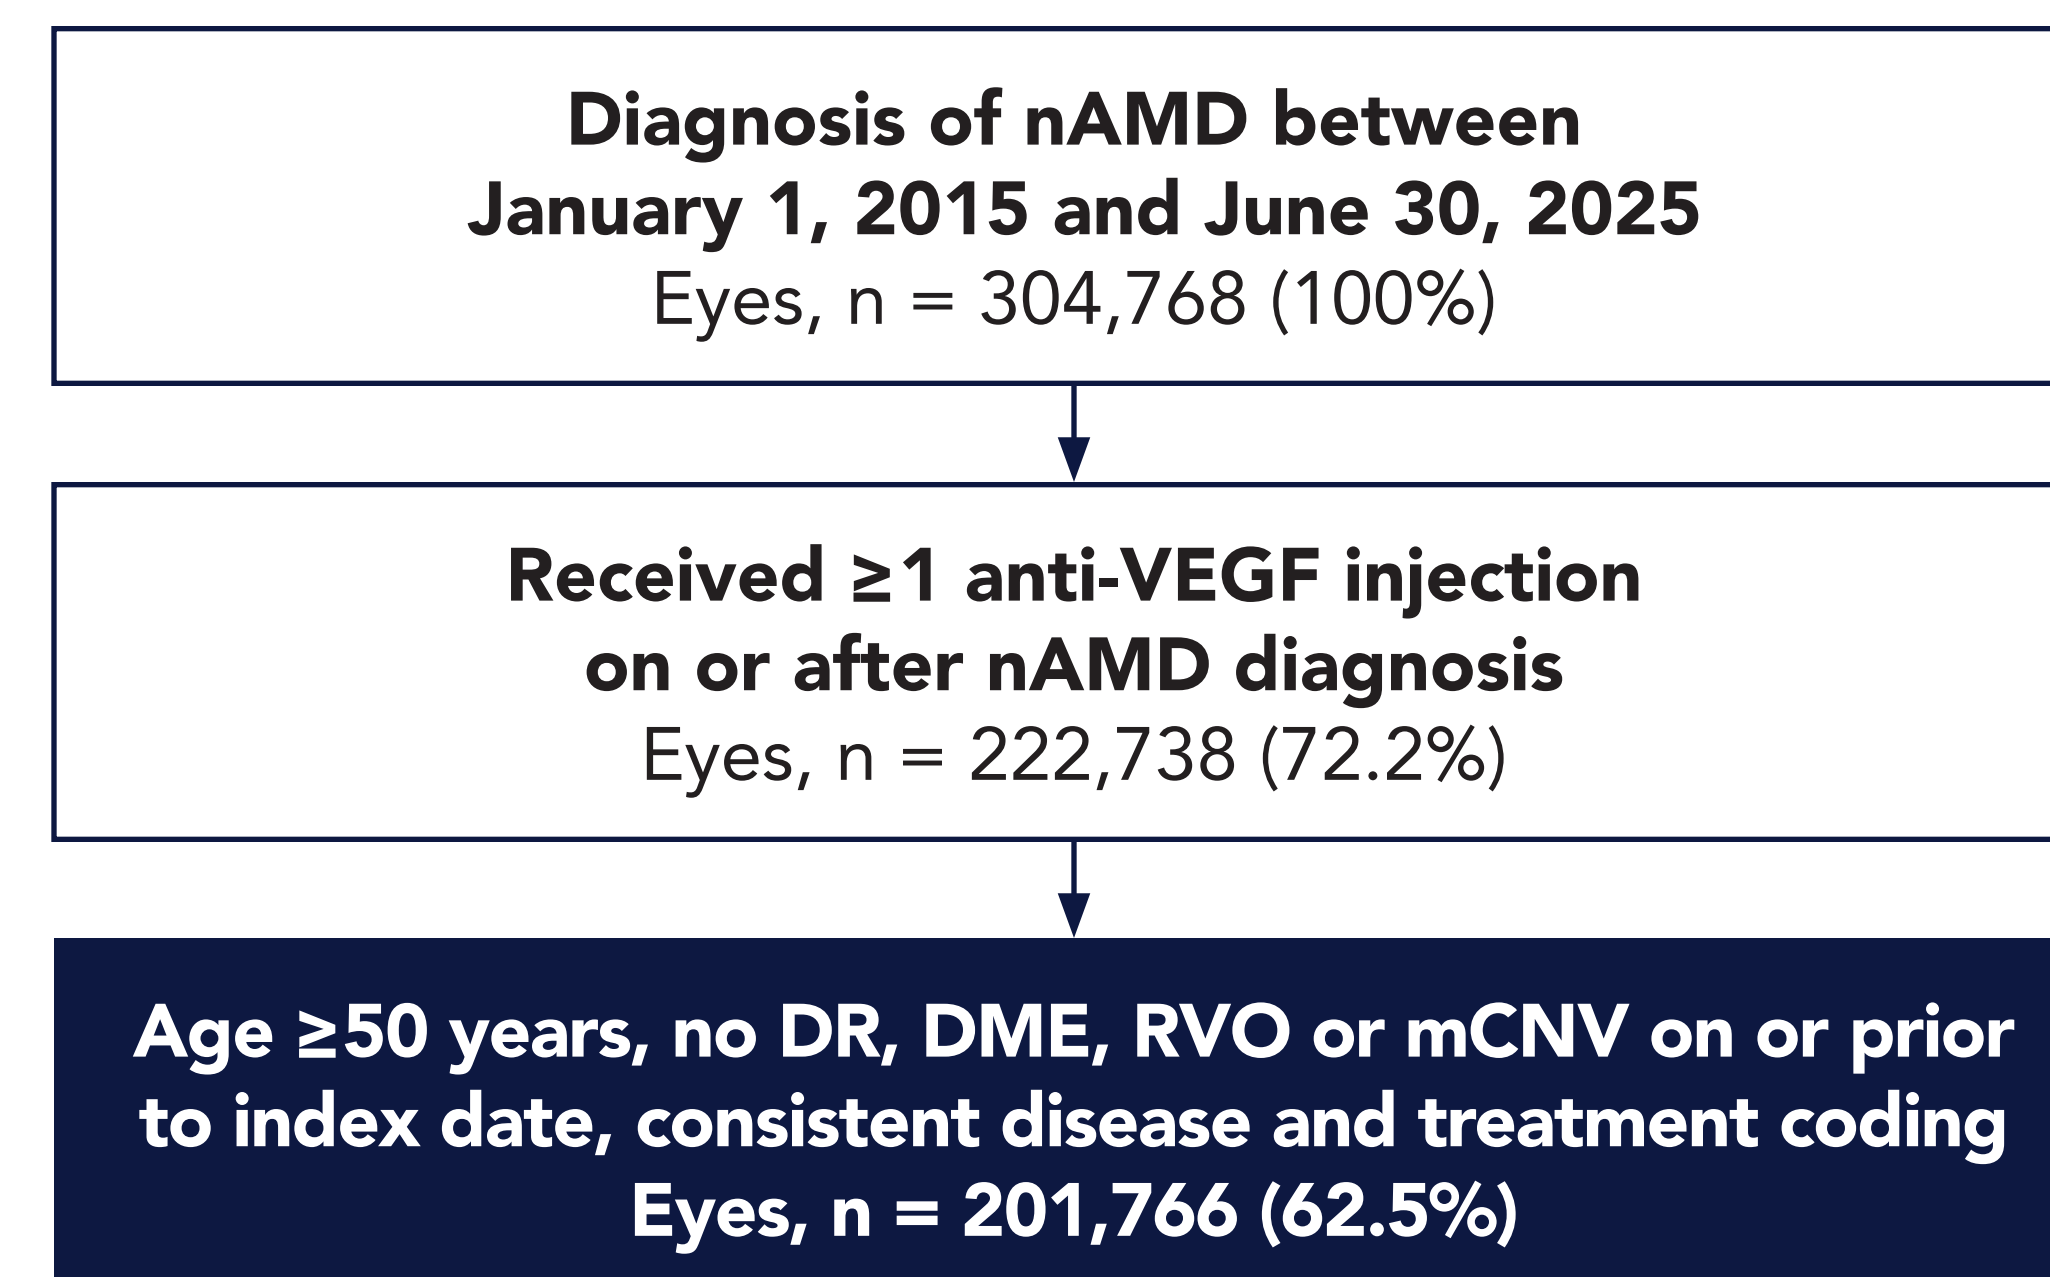 Diagnosis of nAMD between
January 1, 2015 and June 30, 2025
Eyes, n = 304,768 (100%)
Received ≥1 anti-VEGF injection
on or after nAMD diagnosis
Eyes, n = 222,738 (72.2%)
Age ≥50 years, no DR, DME, RVO or mCNV on or prior
to index date, consistent disease and treatment coding
Eyes, n = 201,766 (62.5%)